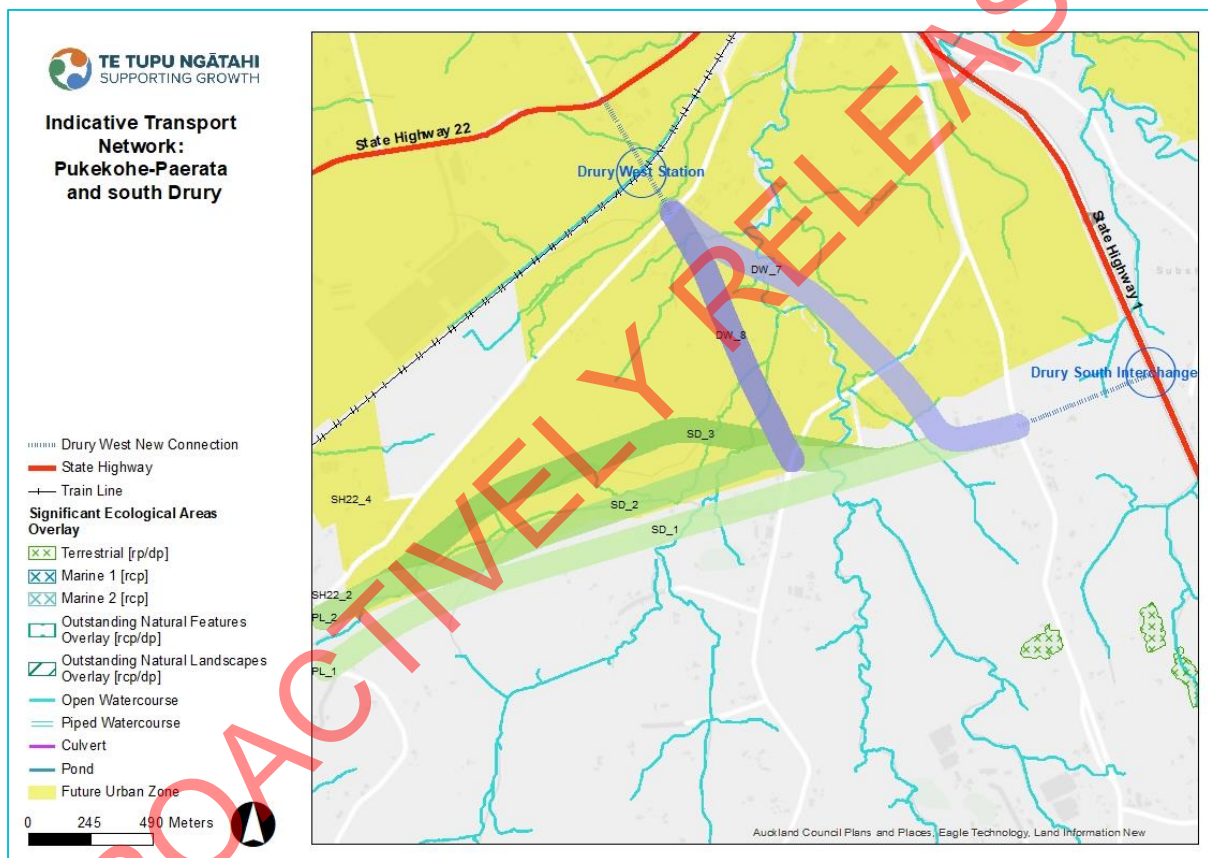 TE TUPU NGĀTAHI
SUPPORTING GROWTH
Indicative Transport
Network:
Pukekohe-Paerata
and south Drury
Drury West New Connection
State Highway
Train Line
Significant Ecological Areas
Overlay
Terrestrial [rp/dp]
Marine 1 [rcp]
Marine 2 [rcp]
Outstanding Natural Features
Overlay [rcp/dp]
Outstanding Natural Landscapes
Overlay [rcp/dp]
Open Watercourse
Piped Watercourse
Culvert
Pond
Future Urban Zone
0 245 490 Meters
State Highway 22
Drury West Station
DW_7
State Highway 1
DW_8
Drury South Interchange
SD_3
SH22_4
SD_2
SD_1
SH22_2
PL_2
PL_1
Auckland Council Plans and Places, Eagle Technology, Land Information New
ROACTIVELY RELEAS